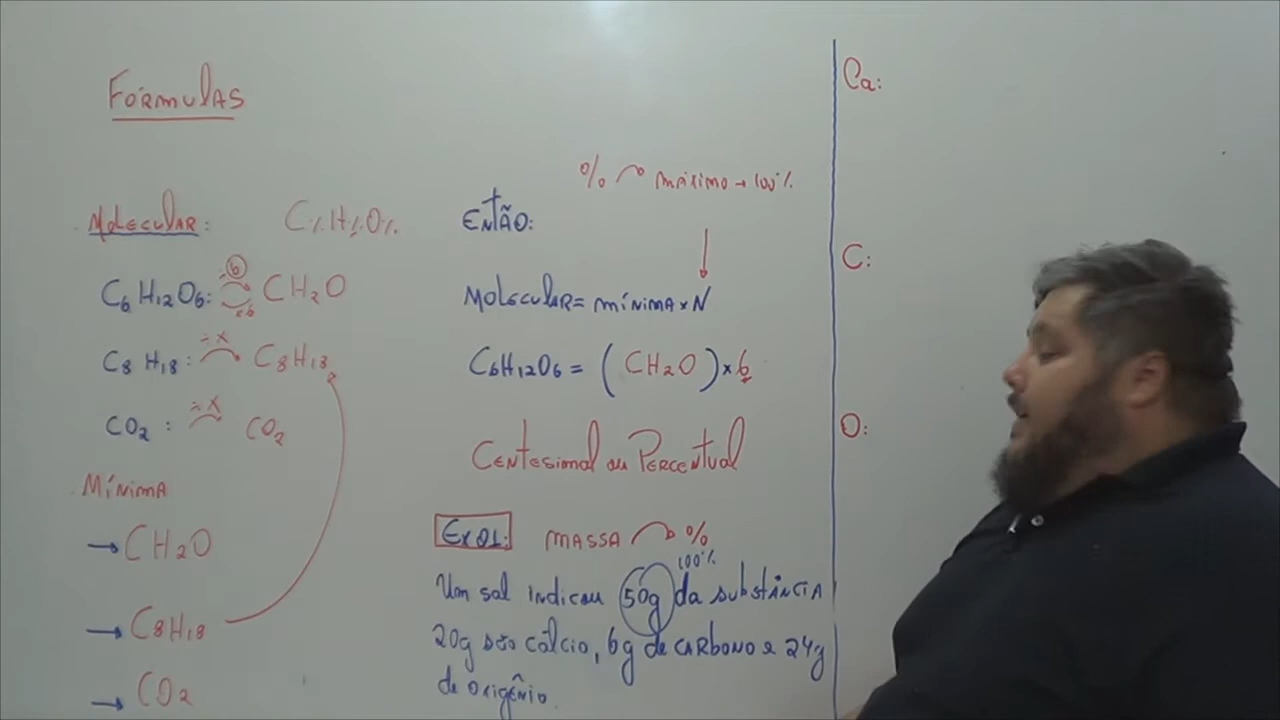 FÓRMULAS
MOLECULAR: C%H%O%
C6H12O6: 6 CH2O
×6
C8H18: ÷X C8H18
CO2: ÷X CO2
MÍNIMA
→ CH2O
→ C8H18
→ CO2
% máximo → 100%
ENTÃO:
MOLECULAR = mínima × N
C6H12O6 = (CH2O) × 6
CENTESIMAL ou PERCENTUAL
Ex01: MASSA %
100%
Um sal indicou 50g da substância
20g são cálcio, 6g de carbono e 24g
de oxigênio.
Ca:
C:
O: